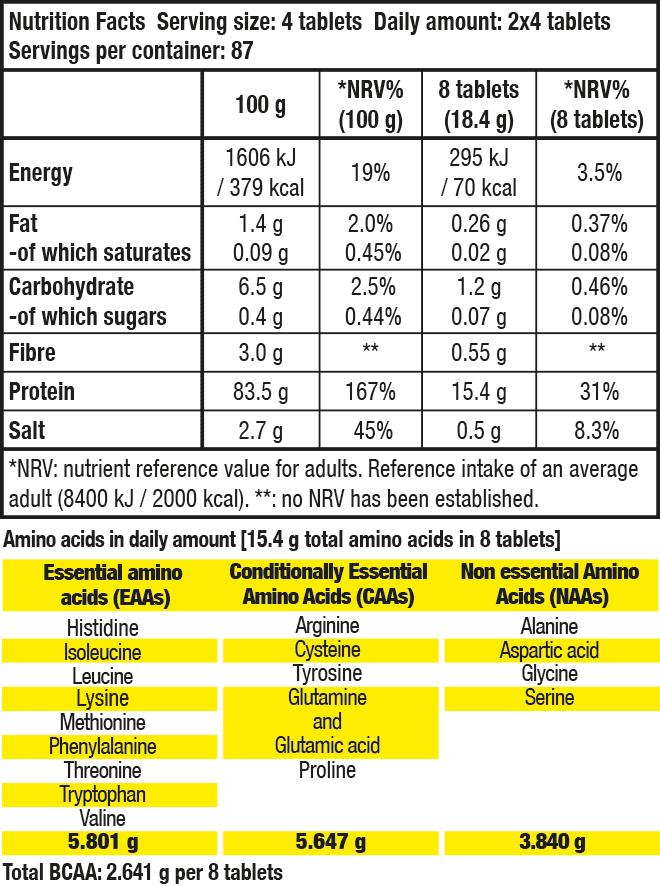 Nutrition Facts  Serving size: 4 tablets  Daily amount: 2x4 tablets
Servings per container: 87
100 g
*NRV%
(100 g)
8 tablets
(18.4 g)
*NRV%
(8 tablets)
Energy
1606 kJ
/ 379 kcal
19%
295 kJ
/ 70 kcal
3.5%
Fat 1.4 g 2.0% 0.26 g 0.37%
-of which saturates 0.09 g 0.45% 0.02 g 0.08%
Carbohydrate 6.5 g 2.5% 1.2 g 0.46%
-of which sugars 0.4 g 0.44% 0.07 g 0.08%
Fibre 3.0 g ** 0.55 g **
Protein 83.5 g 167% 15.4 g 31%
Salt 2.7 g 45% 0.5 g 8.3%
*NRV: nutrient reference value for adults. Reference intake of an average
adult (8400 kJ / 2000 kcal). **: no NRV has been established.
Amino acids in daily amount [15.4 g total amino acids in 8 tablets]
Essential amino
acids (EAAs)
Histidine
Isoleucine
Leucine
Lysine
Methionine
Phenylalanine
Threonine
Tryptophan
Valine
5.801 g
Conditionally Essential
Amino Acids (CAAs)
Arginine
Cysteine
Tyrosine
Glutamine
and
Glutamic acid
Proline
5.647 g
Non essential Amino
Acids (NAAs)
Alanine
Aspartic acid
Glycine
Serine
3.840 g
Total BCAA: 2.641 g per 8 tablets